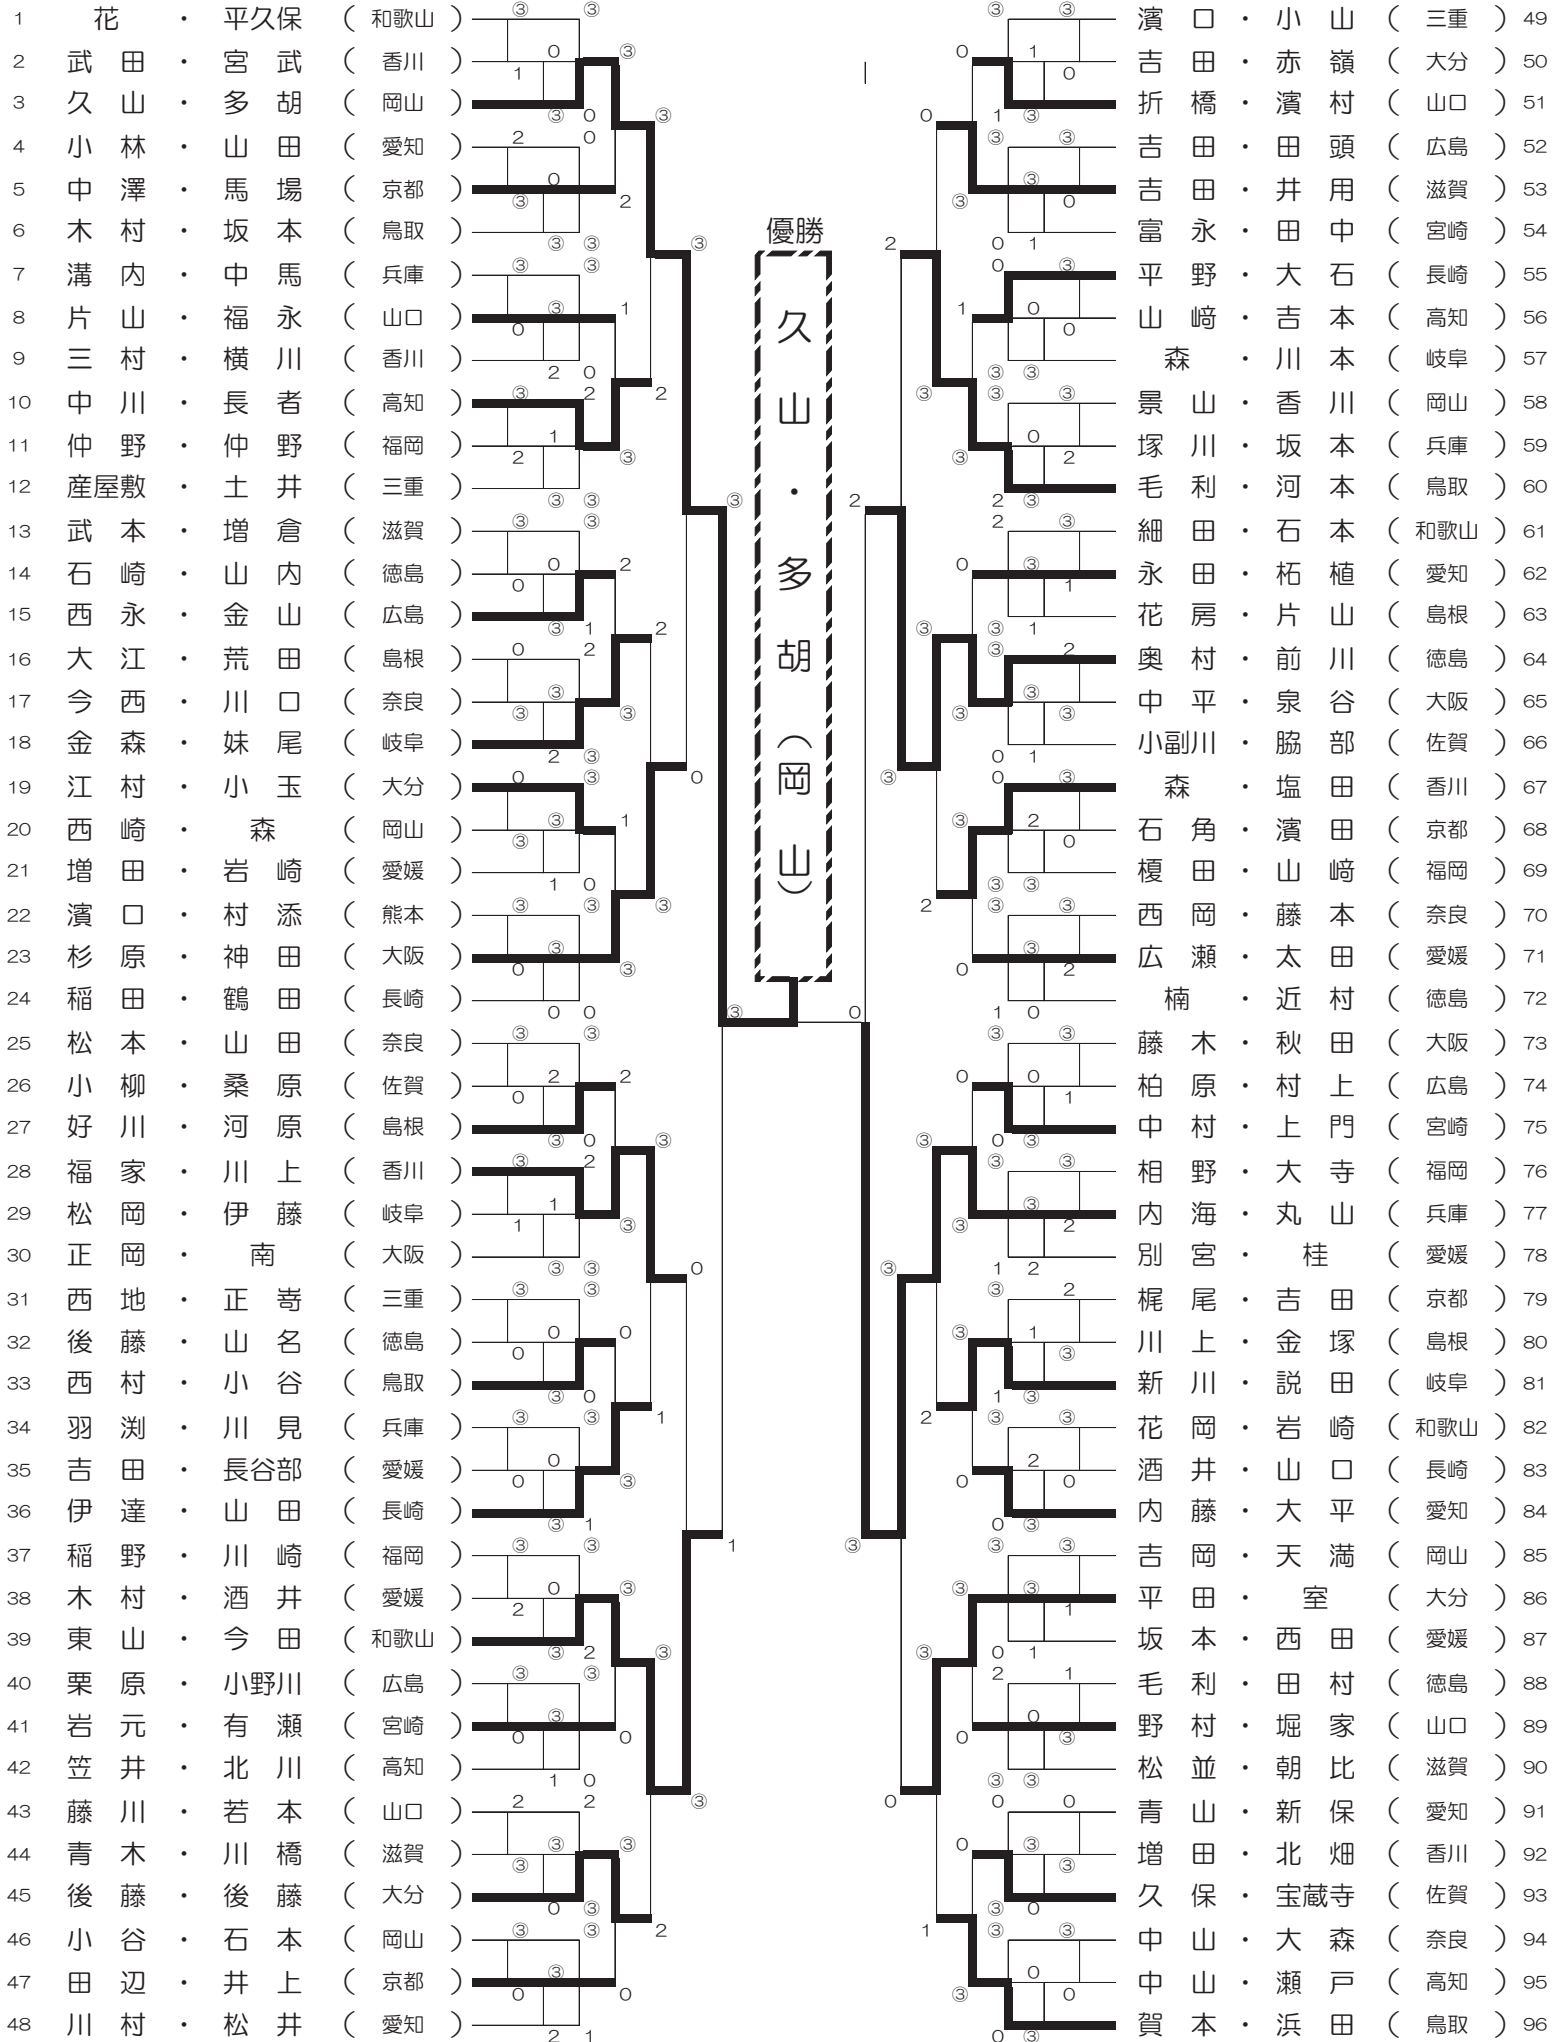 優勝
久山・多胡（岡山）
1 花・平久保（和歌山）
2 武田・宮武（香川）
3 久山・多胡（岡山）
4 小林・山田（愛知）
5 中澤・馬場（京都）
6 木村・坂本（鳥取）
7 溝内・中馬（兵庫）
8 片山・福永（山口）
9 三村・横川（香川）
10 中川・長者（高知）
11 仲野・仲野（福岡）
12 産屋敷・土井（三重）
13 武本・増倉（滋賀）
14 石崎・山内（徳島）
15 西永・金山（広島）
16 大江・荒田（島根）
17 今西・川口（奈良）
18 金森・妹尾（岐阜）
19 江村・小玉（大分）
20 西崎・森（岡山）
21 増田・岩崎（愛媛）
22 濱口・村添（熊本）
23 杉原・神田（大阪）
24 稲田・鶴田（長崎）
25 松本・山田（奈良）
26 小柳・桑原（佐賀）
27 好川・河原（島根）
28 福家・川上（香川）
29 松岡・伊藤（岐阜）
30 正岡・南（大阪）
31 西地・正嵜（三重）
32 後藤・山名（徳島）
33 西村・小谷（鳥取）
34 羽渕・川見（兵庫）
35 吉田・長谷部（愛媛）
36 伊達・山田（長崎）
37 稲野・川崎（福岡）
38 木村・酒井（愛媛）
39 東山・今田（和歌山）
40 栗原・小野川（広島）
41 岩元・有瀬（宮崎）
42 笠井・北川（高知）
43 藤川・若本（山口）
44 青木・川橋（滋賀）
45 後藤・後藤（大分）
46 小谷・石本（岡山）
47 田辺・井上（京都）
48 川村・松井（愛知）
濱口・小山（三重）49
吉田・赤嶺（大分）50
折橋・濱村（山口）51
吉田・田頭（広島）52
吉田・井用（滋賀）53
富永・田中（宮崎）54
平野・大石（長崎）55
山﨑・吉本（高知）56
森・川本（岐阜）57
景山・香川（岡山）58
塚川・坂本（兵庫）59
毛利・河本（鳥取）60
細田・石本（和歌山）61
永田・柘植（愛知）62
花房・片山（島根）63
奥村・前川（徳島）64
中平・泉谷（大阪）65
小副川・脇部（佐賀）66
森・塩田（香川）67
石角・濱田（京都）68
榎田・山﨑（福岡）69
西岡・藤本（奈良）70
広瀬・太田（愛媛）71
楠・近村（徳島）72
藤木・秋田（大阪）73
柏原・村上（広島）74
中村・上門（宮崎）75
相野・大寺（福岡）76
内海・丸山（兵庫）77
別宮・桂（愛媛）78
梶尾・吉田（京都）79
川上・金塚（島根）80
新川・説田（岐阜）81
花岡・岩崎（和歌山）82
酒井・山口（長崎）83
内藤・大平（愛知）84
吉岡・天満（岡山）85
平田・室（大分）86
坂本・西田（愛媛）87
毛利・田村（徳島）88
野村・堀家（山口）89
松並・朝比（滋賀）90
青山・新保（愛知）91
増田・北畑（香川）92
久保・宝蔵寺（佐賀）93
中山・大森（奈良）94
中山・瀬戸（高知）95
賀本・浜田（鳥取）96